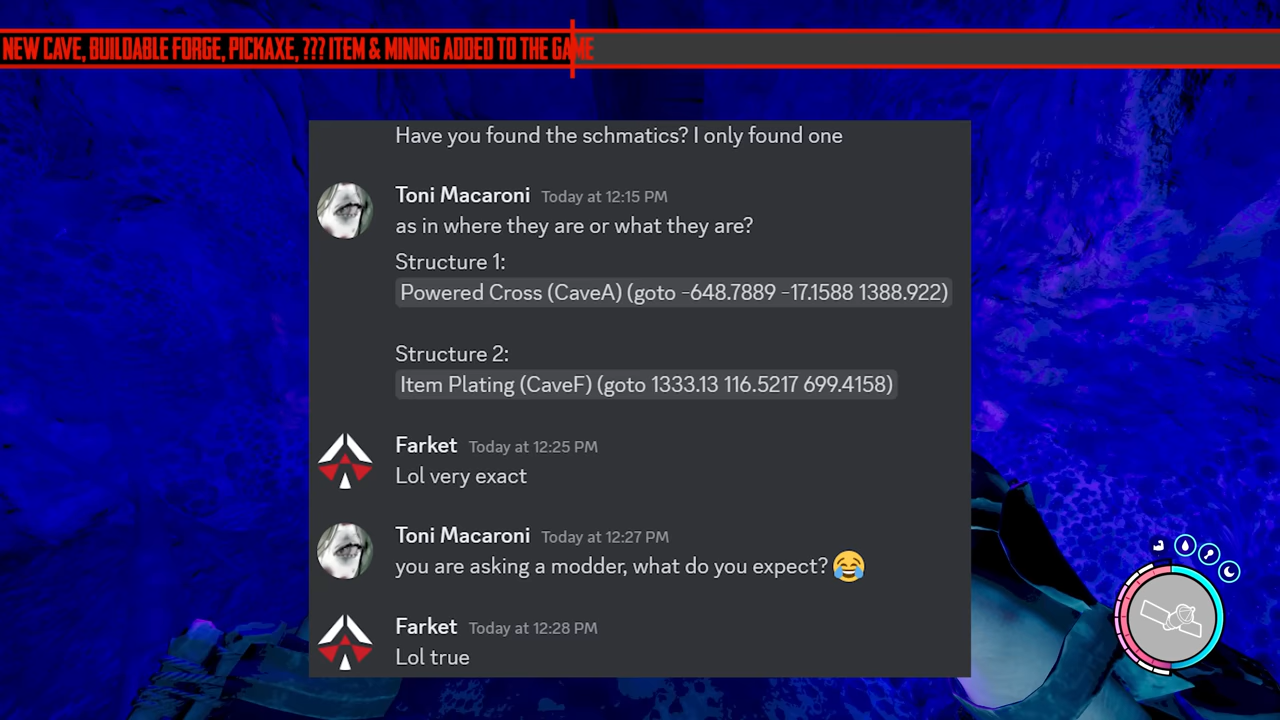 NEW CAVE, BUILDABLE FORGE, PICKAXE, ??? ITEM & MINING ADDED TO THE GAME
Have you found the schmatics? I only found one
Toni Macaroni Today at 12:15 PM
as in where they are or what they are?
Structure 1:
Powered Cross (CaveA) (goto -648.7889 -17.1588 1388.922)
Structure 2:
Item Plating (CaveF) (goto 1333.13 116.5217 699.4158)
Farket Today at 12:25 PM
Lol very exact
Toni Macaroni Today at 12:27 PM
you are asking a modder, what do you expect? 😂
Farket Today at 12:28 PM
Lol true